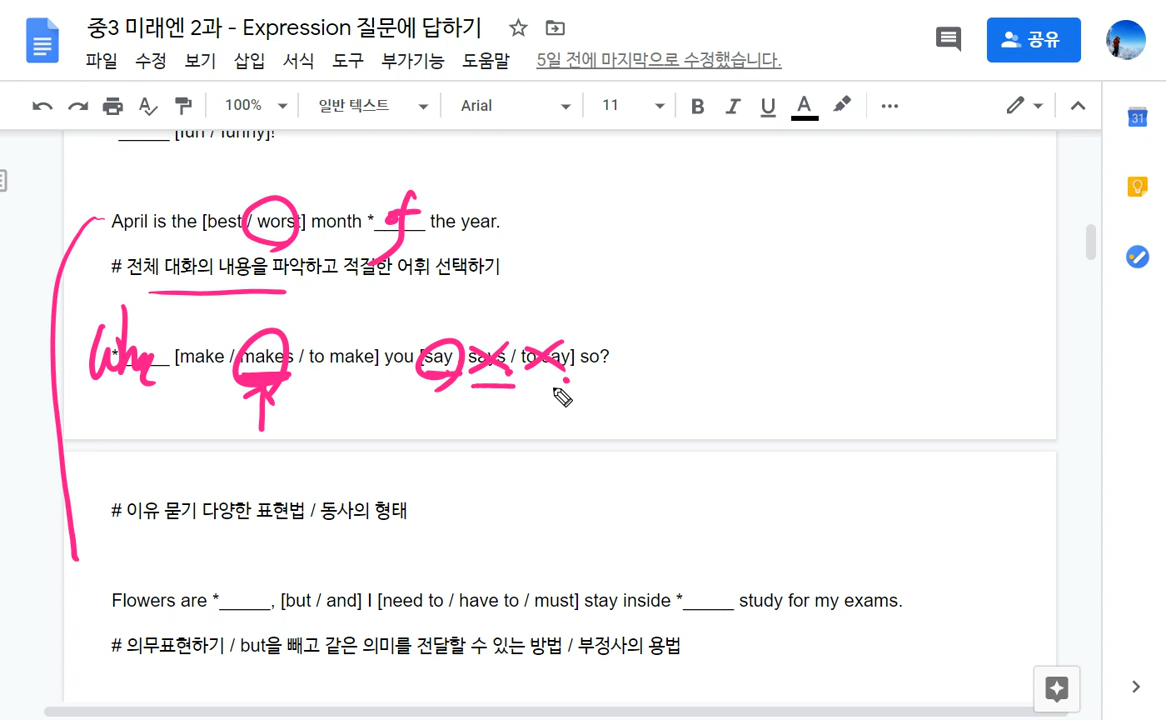 중3 미래엔 2과 - Expression 질문에 답하기
파일 수정 보기 삽입 서식 도구 부가기능 도움말 5일 전에 마지막으로 수정했습니다.
공유
100% 일반 텍스트 Arial 11 B I U A
31
_____ [fun / funny]!
April is the [best / worst] month *_____ the year.
of
# 전체 대화의 내용을 파악하고 적절한 어휘 선택하기
*_____ [make / makes / to make] you [say / says / to say] so?
What
# 이유 묻기 다양한 표현법 / 동사의 형태
Flowers are *_____, [but / and] I [need to / have to / must] stay inside *_____ study for my exams.
# 의무표현하기 / but을 빼고 같은 의미를 전달할 수 있는 방법 / 부정사의 용법